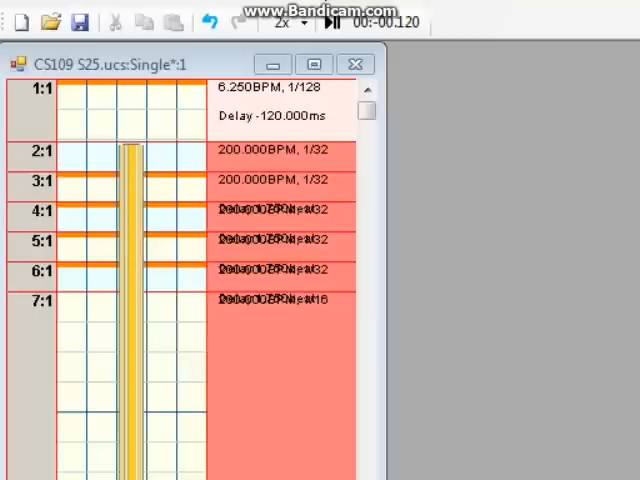 www.Bandicam.com
2x 00:-00.120
CS109 S25.ucs:Single*:1
1:1 6.250BPM, 1/128
Delay -120.000ms
2:1 200.000BPM, 1/32
3:1 200.000BPM, 1/32
4:1
5:1
6:1
7:1